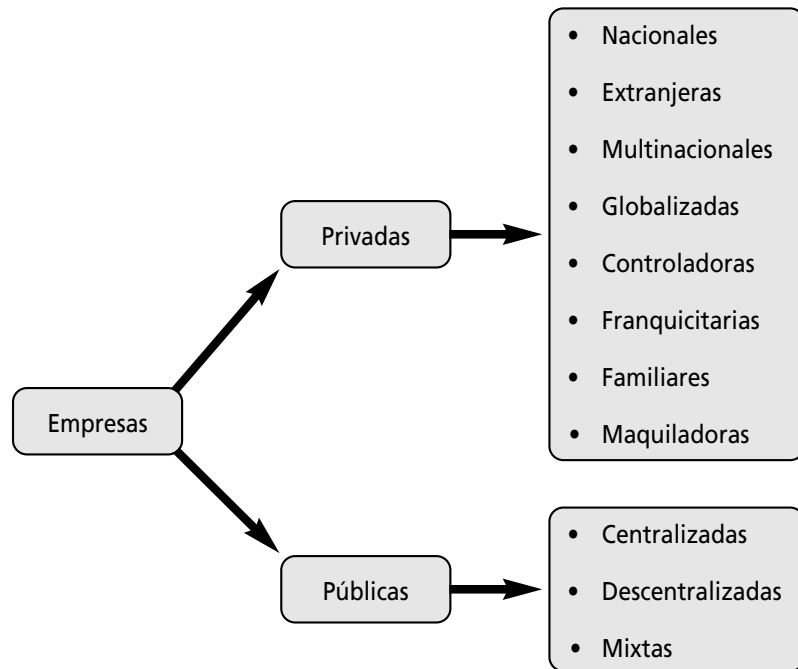 Empresas
Privadas
• Nacionales
• Extranjeras
• Multinacionales
• Globalizadas
• Controladoras
• Franquicitarias
• Familiares
• Maquiladoras
Públicas
• Centralizadas
• Descentralizadas
• Mixtas